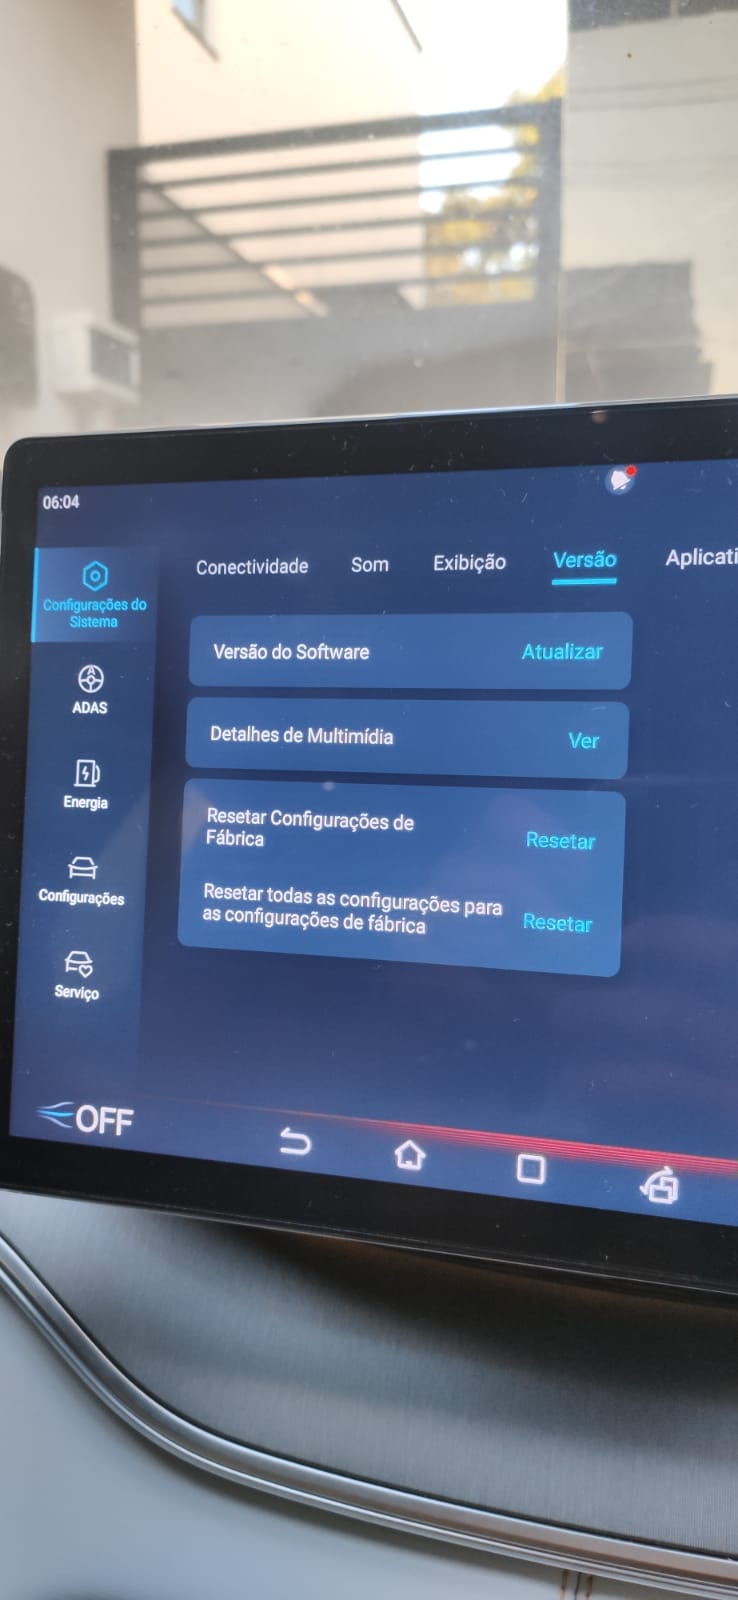 06:04
Conectividade
Som
Exibição
Versão
Aplicati
Configurações do
Sistema
ADAS
Energia
Configurações
Serviço
Versão do Software
Atualizar
Detalhes de Multimídia
Ver
Resetar Configurações de
Fábrica
Resetar
Resetar todas as configurações para
as configurações de fábrica
Resetar
OFF